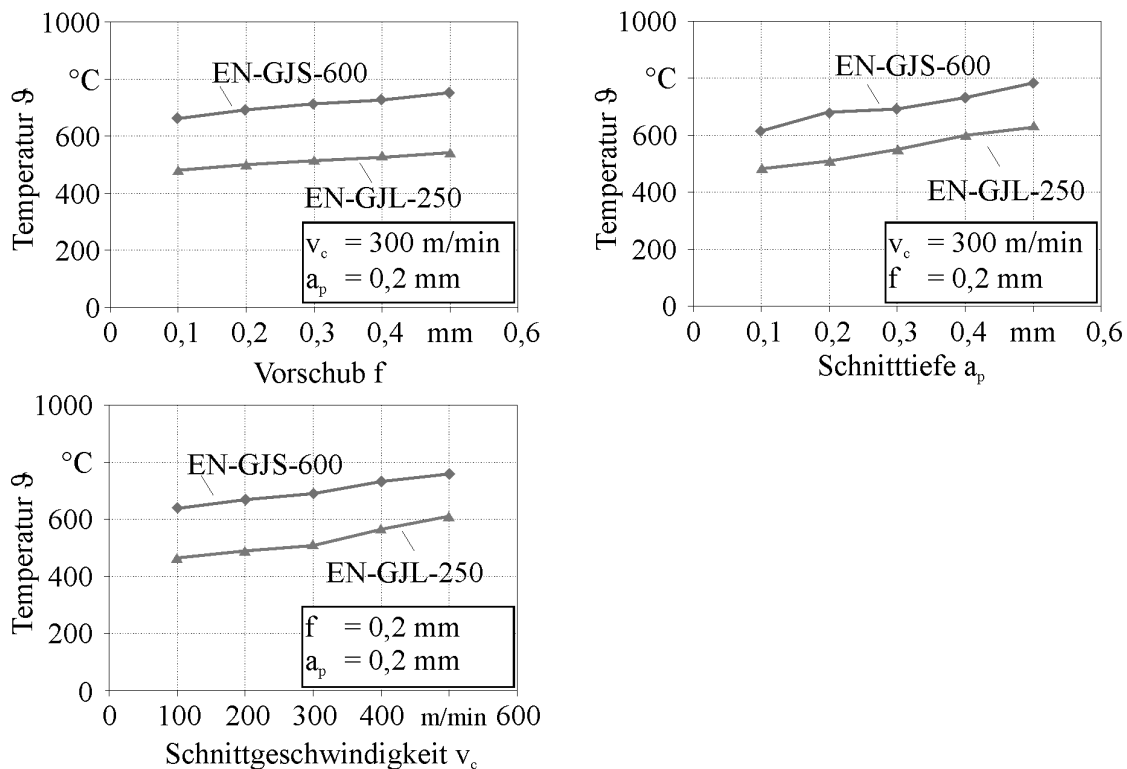 1000
°C
600
400
200
0
Temperatur ϑ
EN-GJS-600
EN-GJL-250
v_c = 300 m/min
a_p = 0,2 mm
0 0,1 0,2 0,3 0,4 mm 0,6
Vorschub f
1000
°C
600
400
200
0
Temperatur ϑ
EN-GJS-600
EN-GJL-250
v_c = 300 m/min
f = 0,2 mm
0 0,1 0,2 0,3 0,4 mm 0,6
Schnitttiefe a_p
1000
°C
600
400
200
0
Temperatur ϑ
EN-GJS-600
EN-GJL-250
f = 0,2 mm
a_p = 0,2 mm
0 100 200 300 400 m/min 600
Schnittgeschwindigkeit v_c